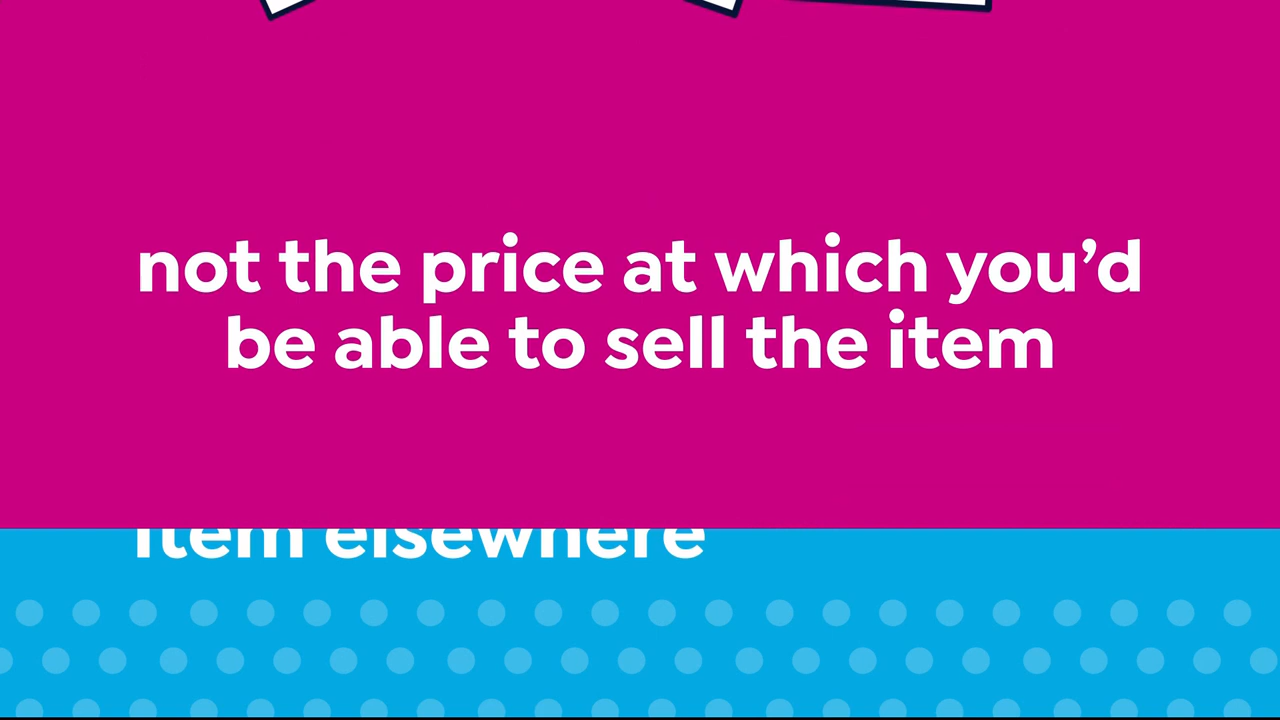 not the price at which you’d
be able to sell the item
item elsewhere